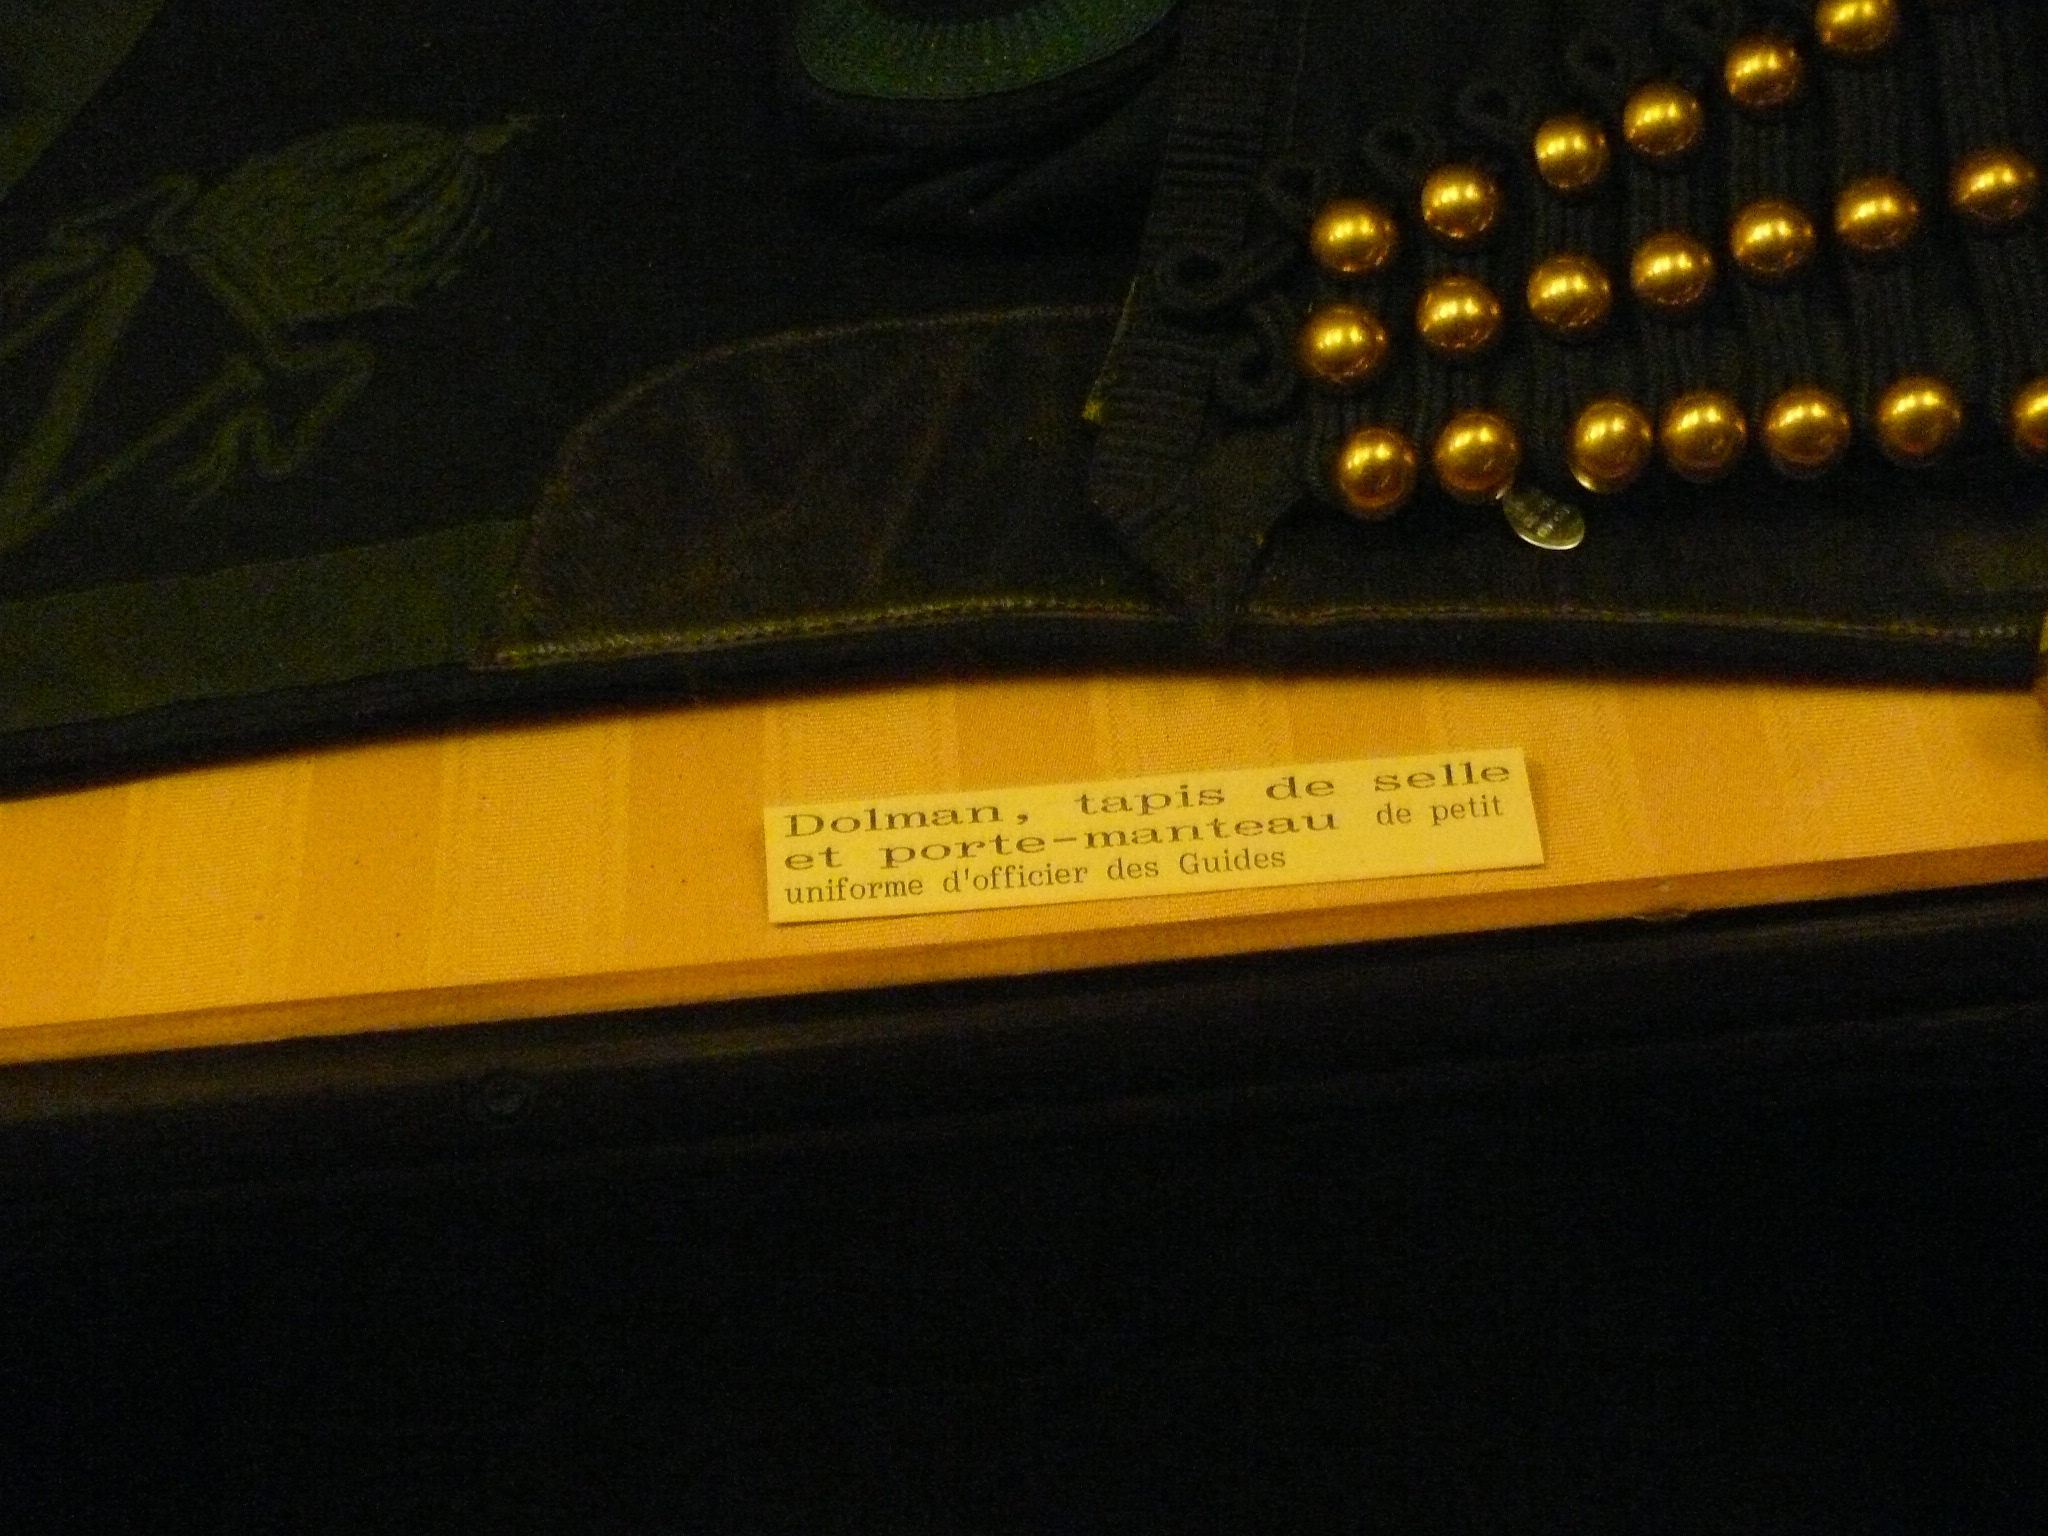 Dolman, tapis de selle
et porte-manteau de petit
uniforme d'officier des Guides